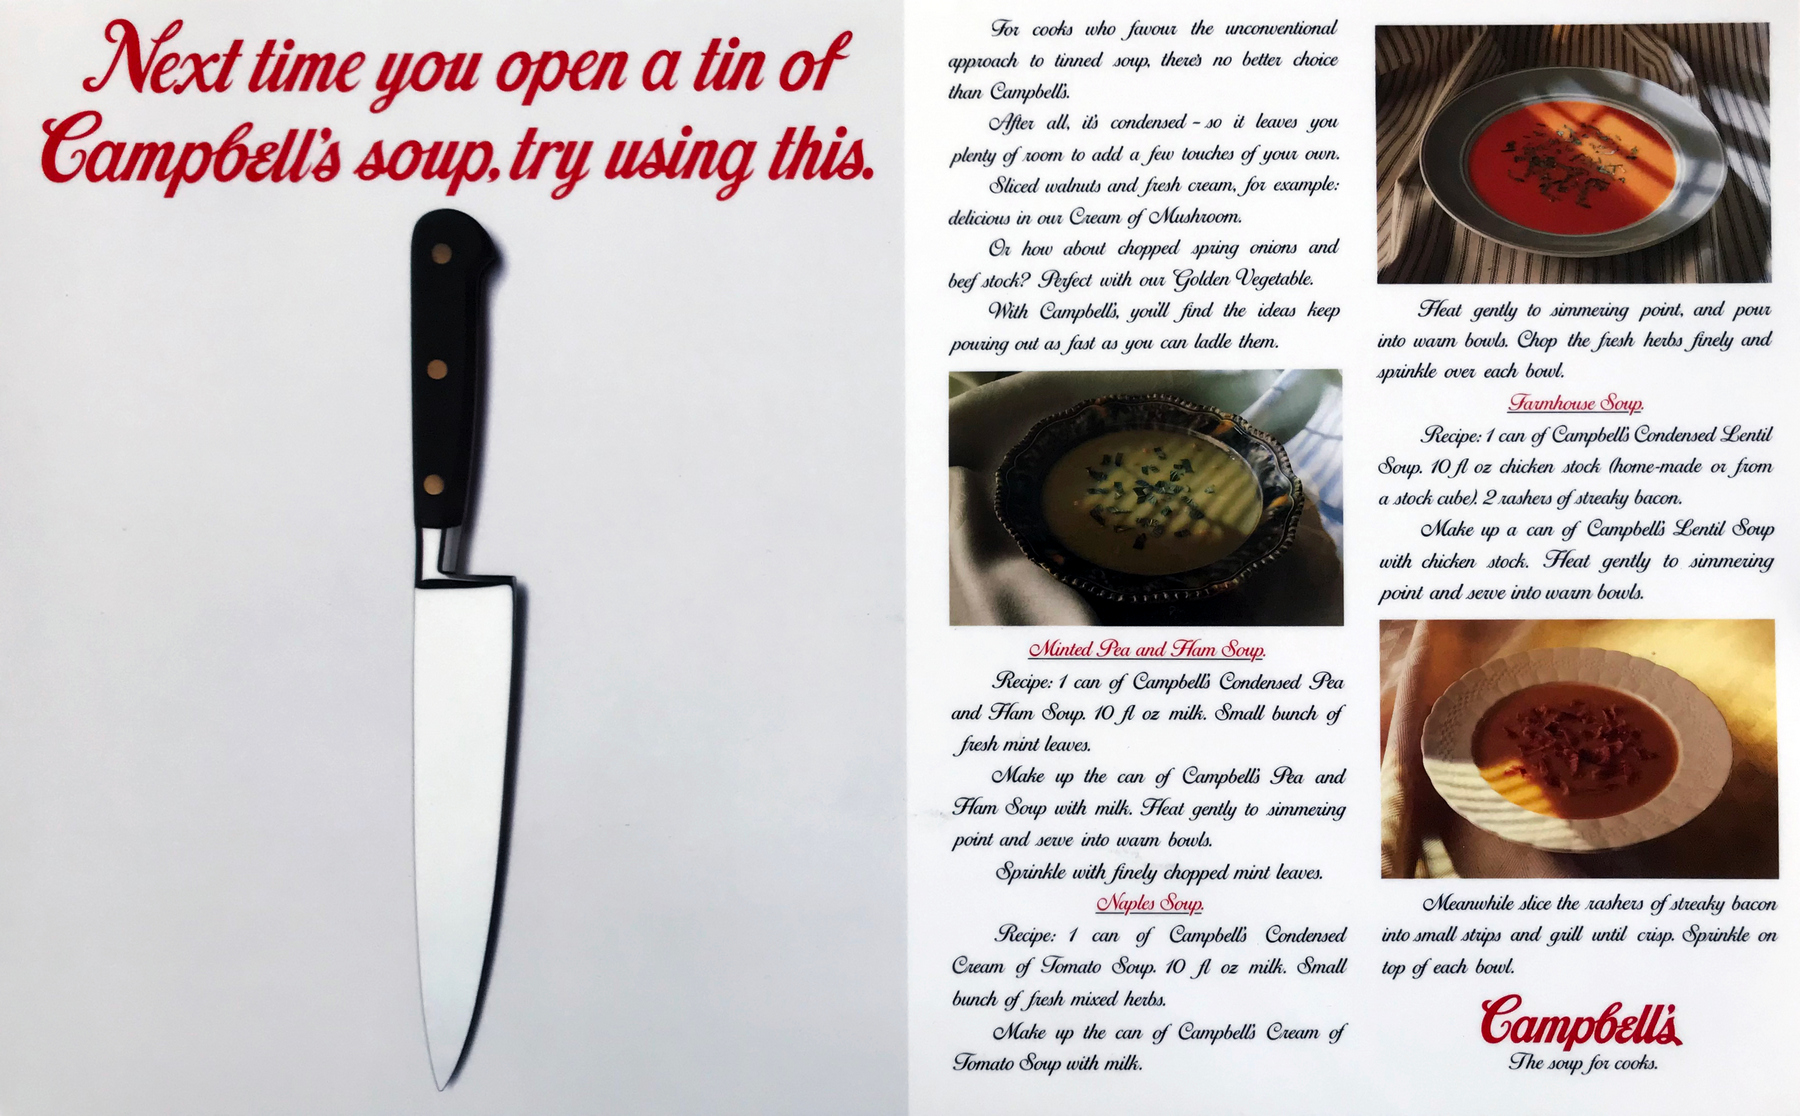 Next time you open a tin of
Campbell's soup, try using this.
For cooks who favour the unconventional
approach to tinned soup, there's no better choice
than Campbell's.
After all, it's condensed – so it leaves you
plenty of room to add a few touches of your own.
Sliced walnuts and fresh cream, for example:
delicious in our Cream of Mushroom.
Or how about chopped spring onions and
beef stock? Perfect with our Golden Vegetable.
With Campbell's, you'll find the ideas keep
pouring out as fast as you can ladle them.
Minted Pea and Ham Soup.
Recipe: 1 can of Campbell's Condensed Pea
and Ham Soup. 10 fl oz milk. Small bunch of
fresh mint leaves.
Make up the can of Campbell's Pea and
Ham Soup with milk. Heat gently to simmering
point and serve into warm bowls.
Sprinkle with finely chopped mint leaves.
Naples Soup.
Recipe: 1 can of Campbell's Condensed
Cream of Tomato Soup. 10 fl oz milk. Small
bunch of fresh mixed herbs.
Make up the can of Campbell's Cream of
Tomato Soup with milk.
Heat gently to simmering point, and pour
into warm bowls. Chop the fresh herbs finely and
sprinkle over each bowl.
Farmhouse Soup.
Recipe: 1 can of Campbell's Condensed Lentil
Soup. 10 fl oz chicken stock (home-made or from
a stock cube). 2 rashers of streaky bacon.
Make up a can of Campbell's Lentil Soup
with chicken stock. Heat gently to simmering
point and serve into warm bowls.
Meanwhile slice the rashers of streaky bacon
into small strips and grill until crisp. Sprinkle on
top of each bowl.
Campbell's
The soup for cooks.